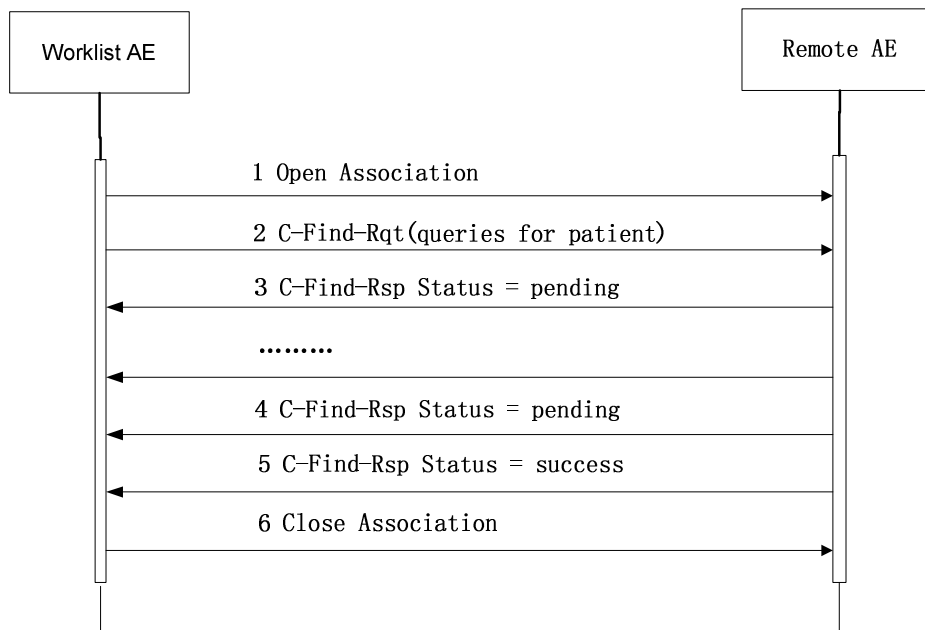 Worklist AE
Remote AE
1 Open Association
2 C-Find-Rqt(queries for patient)
3 C-Find-Rsp Status = pending
………
4 C-Find-Rsp Status = pending
5 C-Find-Rsp Status = success
6 Close Association